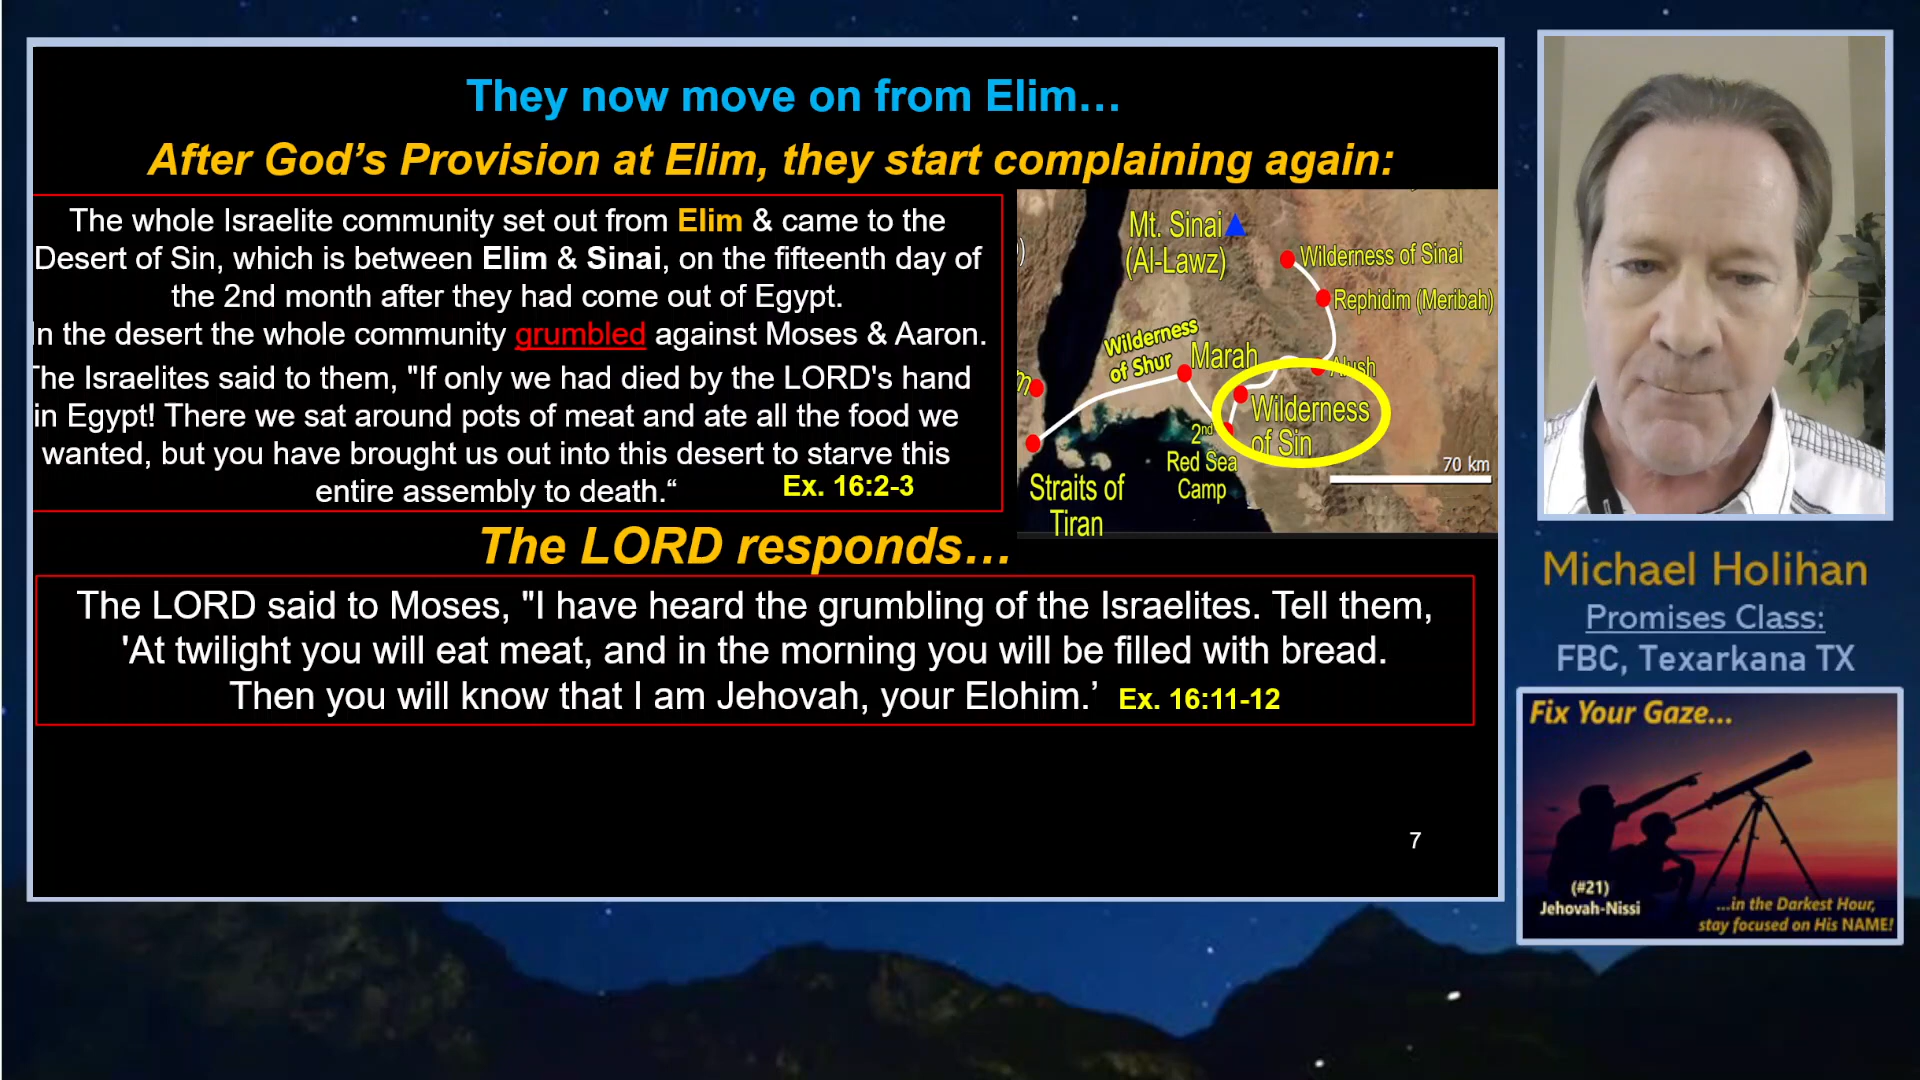 They now move on from Elim…
After God’s Provision at Elim, they start complaining again:
The whole Israelite community set out from Elim & came to the
Desert of Sin, which is between Elim & Sinai, on the fifteenth day of
the 2nd month after they had come out of Egypt.
In the desert the whole community grumbled against Moses & Aaron.
The Israelites said to them, "If only we had died by the LORD's hand
in Egypt! There we sat around pots of meat and ate all the food we
wanted, but you have brought us out into this desert to starve this
entire assembly to death.“ Ex. 16:2-3
Mt. Sinai
(Al-Lawz)
Wilderness of Sinai
Rephidim (Meribah)
Wilderness
of Shur
Marah
Alush
Wilderness
of Sin
2nd
Red Sea
Camp
70 km
Straits of
Tiran
The LORD responds…
The LORD said to Moses, "I have heard the grumbling of the Israelites. Tell them,
'At twilight you will eat meat, and in the morning you will be filled with bread.
Then you will know that I am Jehovah, your Elohim.’ Ex. 16:11-12
7
Michael Holihan
Promises Class:
FBC, Texarkana TX
Fix Your Gaze...
(#21)
Jehovah-Nissi
...in the Darkest Hour,
stay focused on His NAME!